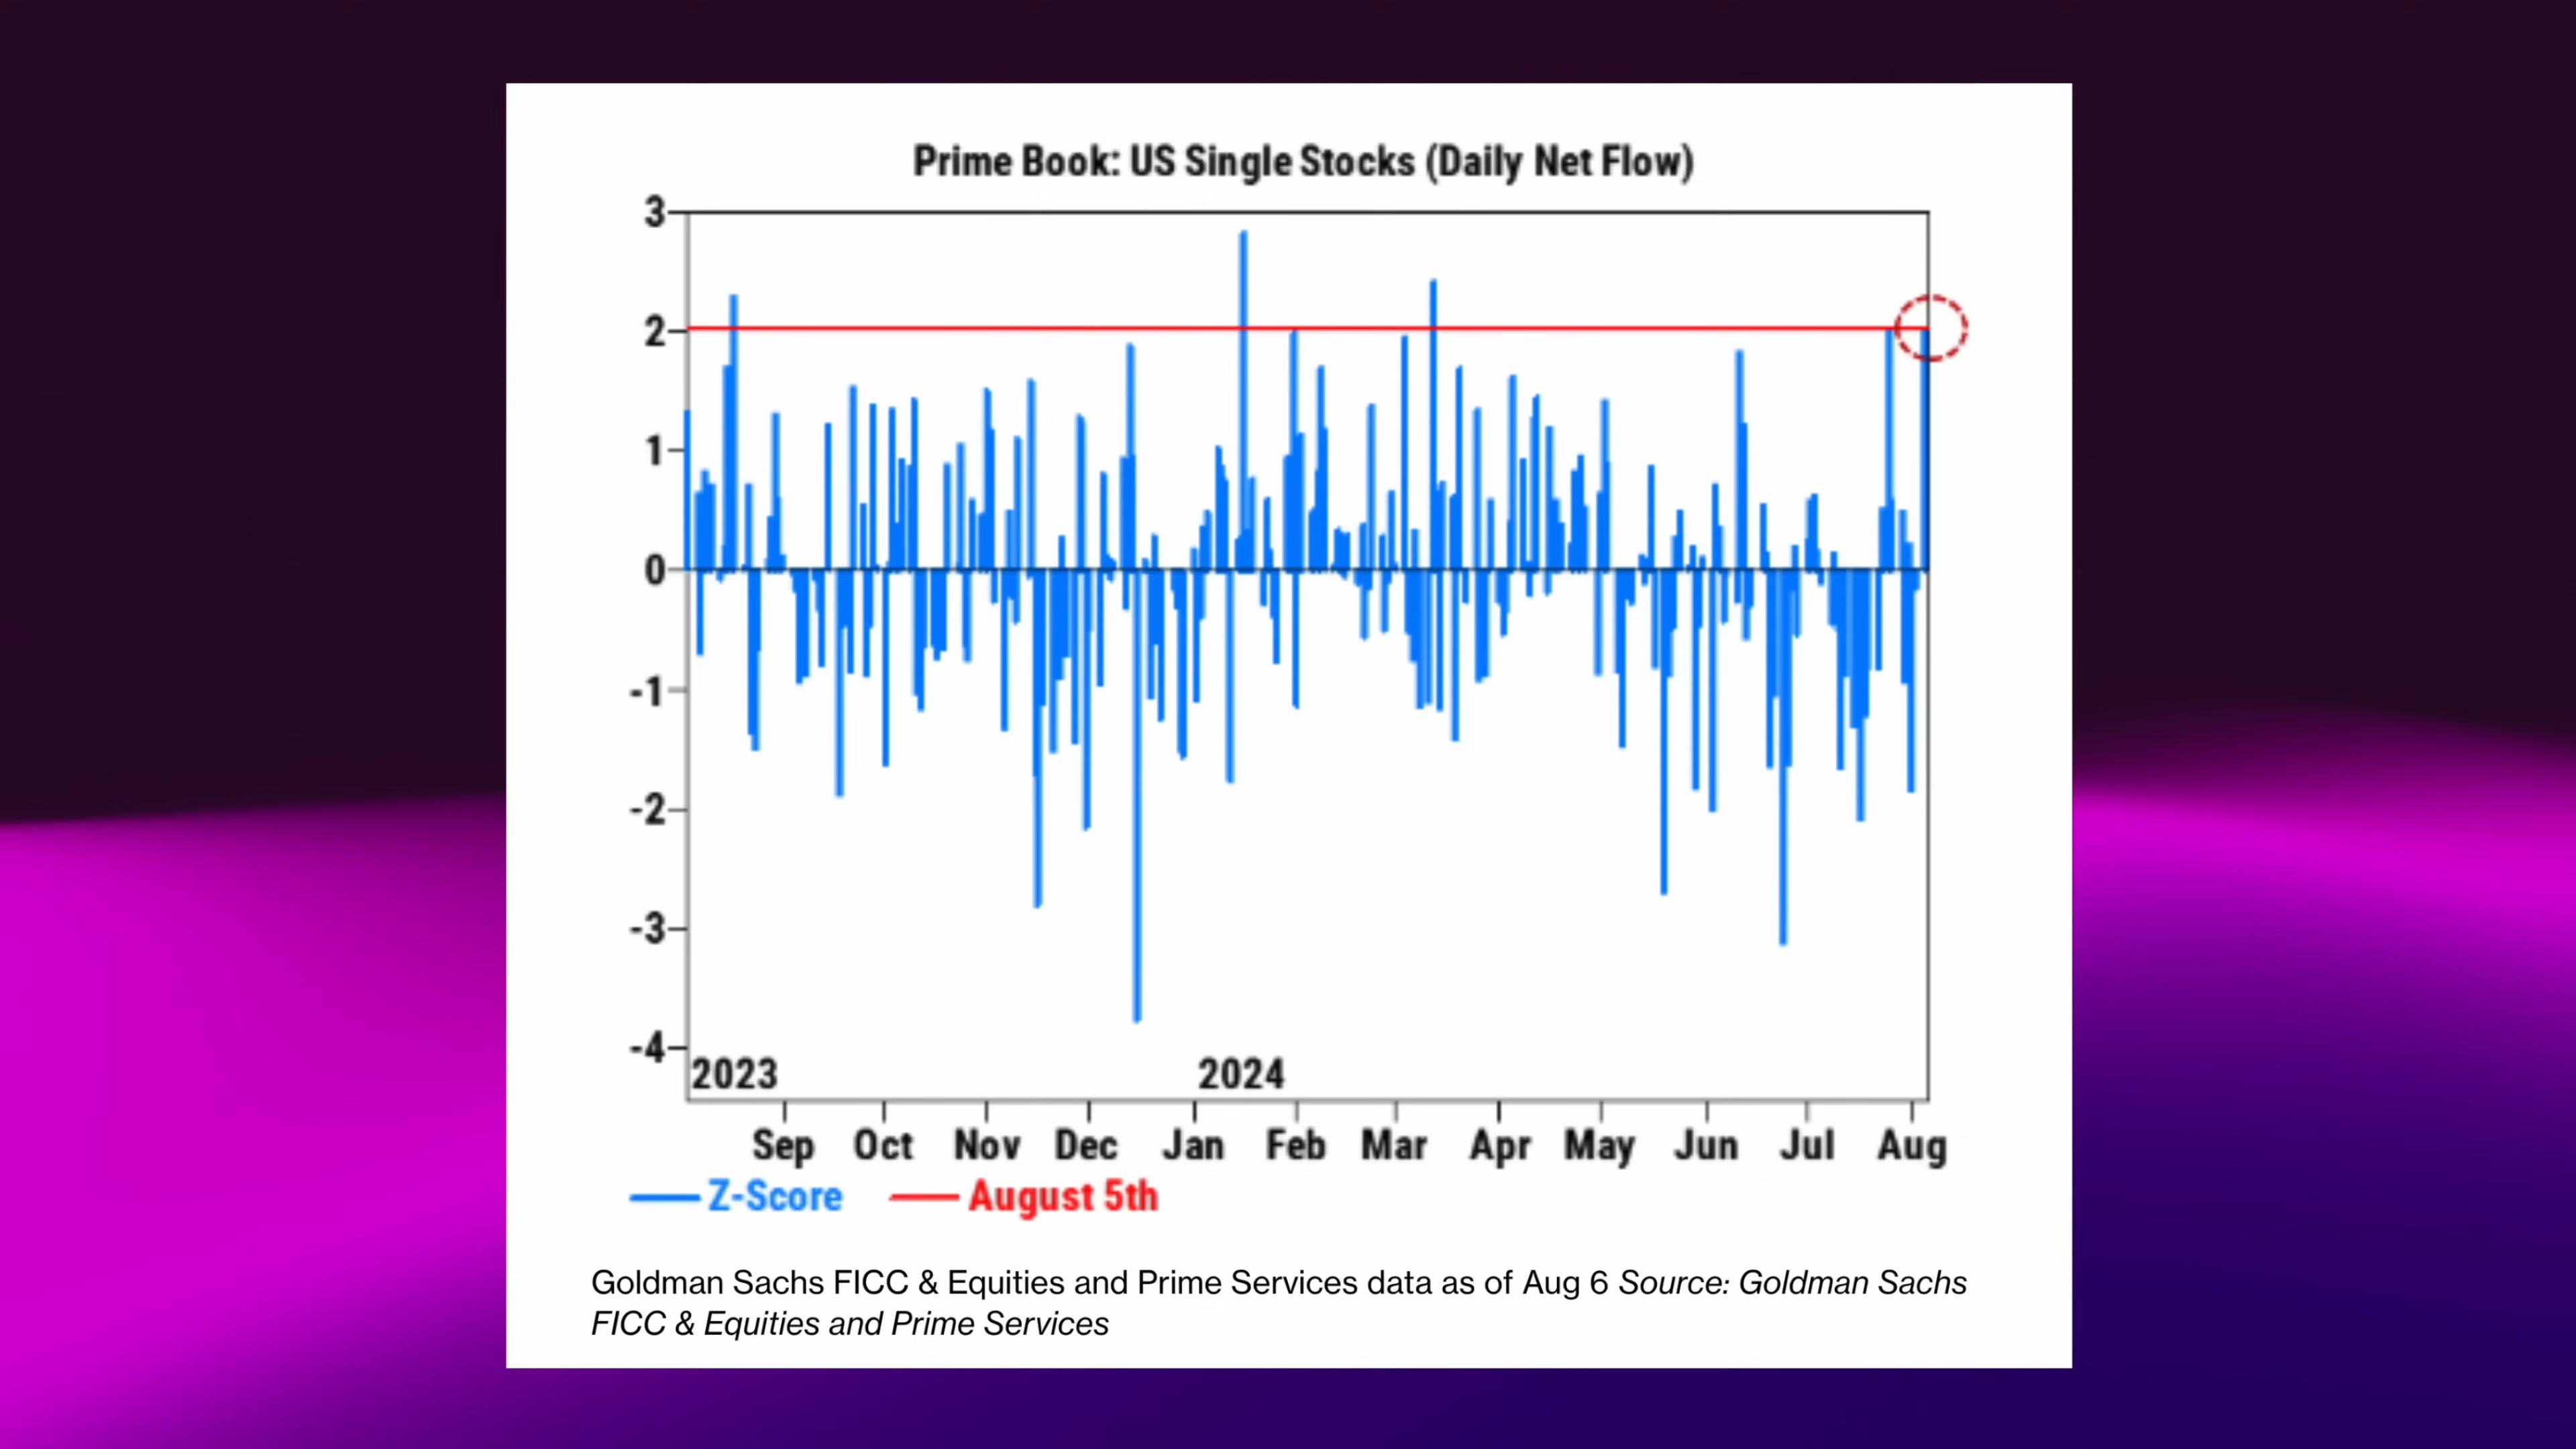 Prime Book: US Single Stocks (Daily Net Flow)
3
2
1
0
-1
-2
-3
-4
2023 2024
Sep Oct Nov Dec Jan Feb Mar Apr May Jun Jul Aug
Z-Score August 5th
Goldman Sachs FICC & Equities and Prime Services data as of Aug 6 Source: Goldman Sachs
FICC & Equities and Prime Services